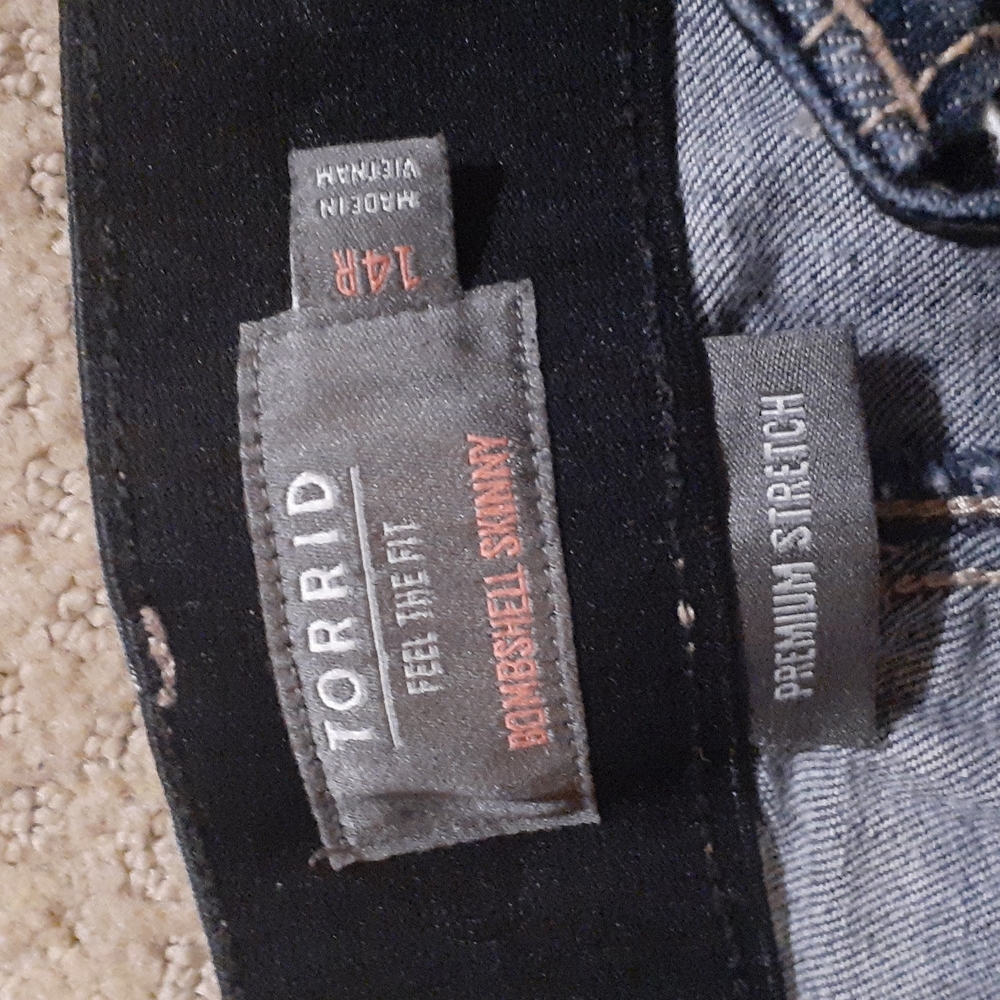 TORRID
FEEL THE FIT
BOMBSHELL SKINNY
14R
MADE IN
VIETNAM
PREMIUM STRETCH